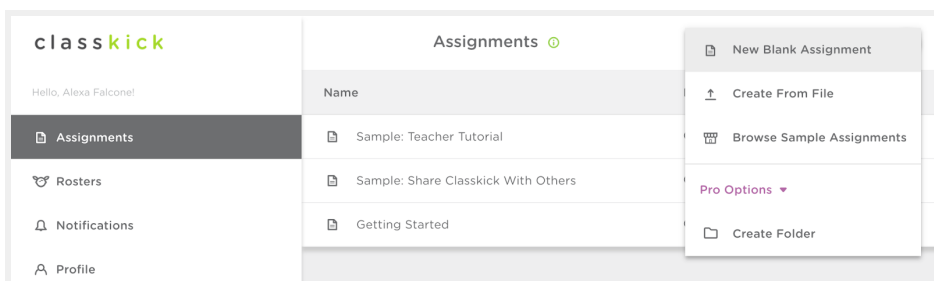 classkick
Hello, Alexa Falcone!
Assignments
Rosters
Notifications
Profile
Assignments
Name
Sample: Teacher Tutorial
Sample: Share Classkick With Others
Getting Started
New Blank Assignment
Create From File
Browse Sample Assignments
Pro Options
Create Folder